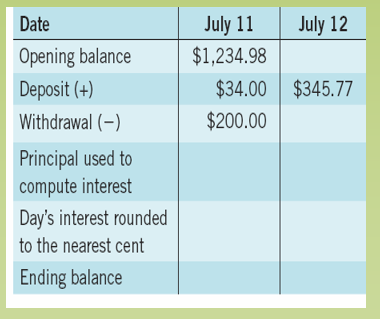 Date July 11 July 12
Opening balance $1,234.98
Deposit (+) $34.00 $345.77
Withdrawal (−) $200.00
Principal used to
compute interest
Day's interest rounded
to the nearest cent
Ending balance